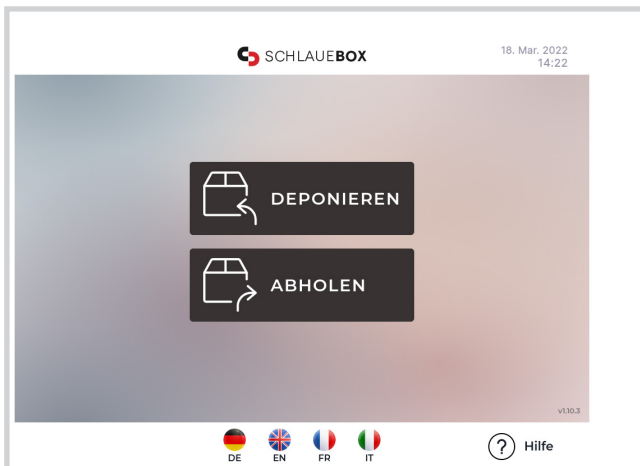 SCHLAUEBOX
18. Mar. 2022
14:22
DEPONIEREN
ABHOLEN
v1.10.3
DE
EN
FR
IT
? Hilfe